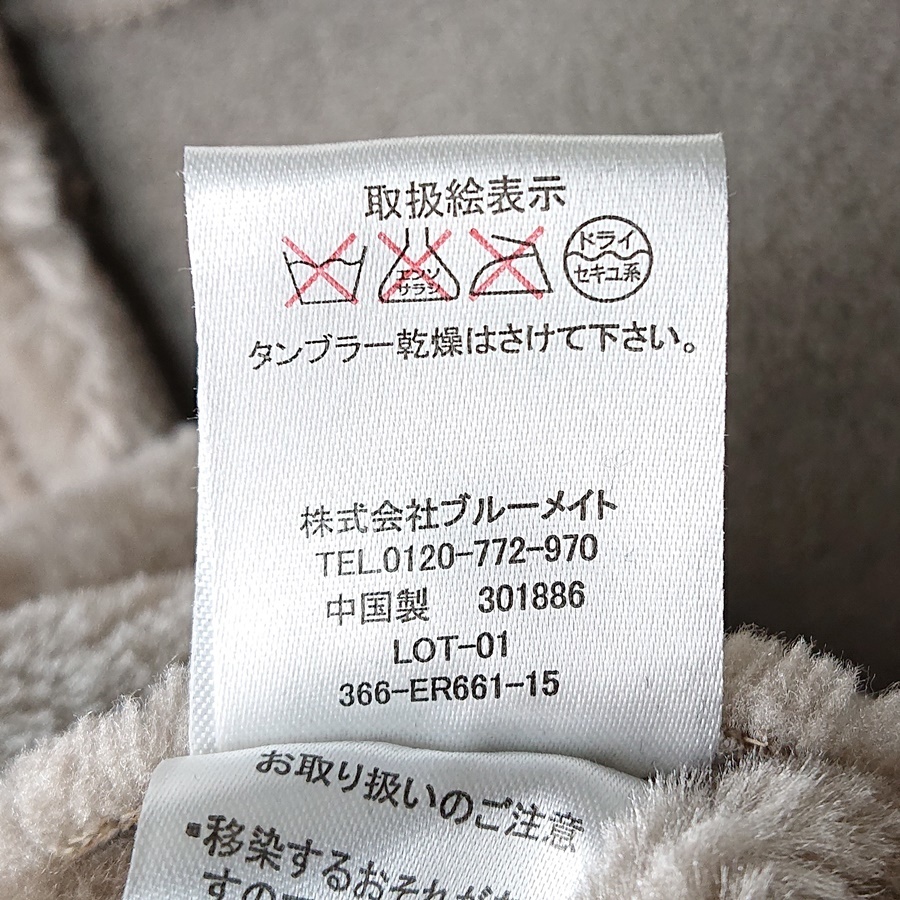 取扱絵表示
エンソ
サラシ
ドライ
セキユ系
タンブラー乾燥はさけて下さい。
株式会社ブルーメイト
TEL.0120-772-970
中国製 301886
LOT-01
366-ER661-15
お取り扱いのご注意
・移染するおそれが